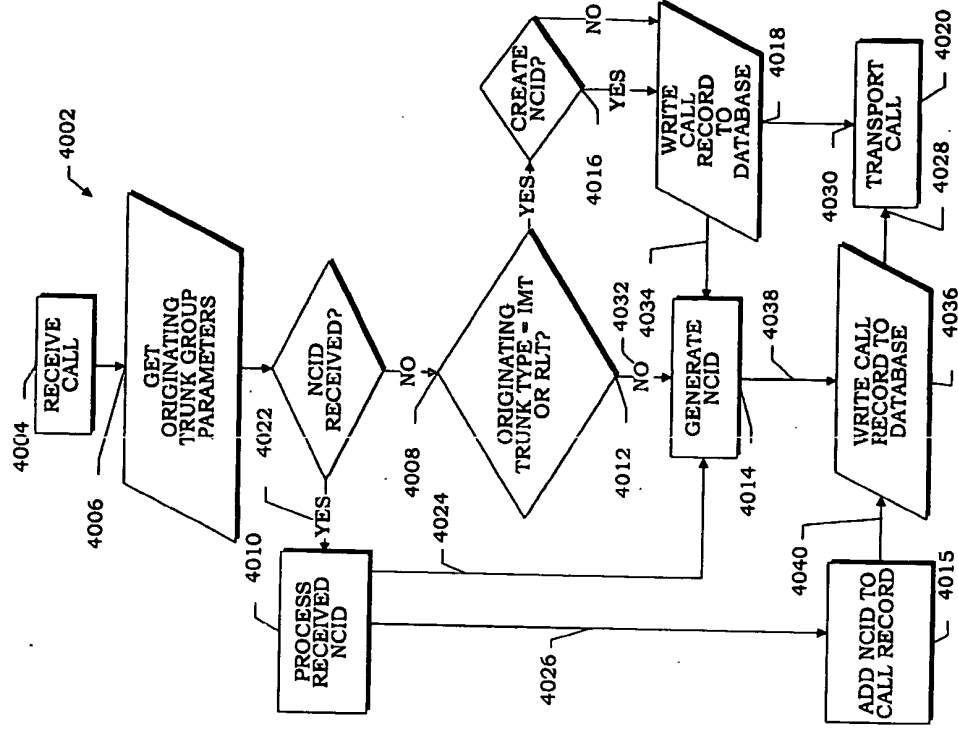 4002
4004
RECEIVE
CALL
4006
GET
ORIGINATING
TRUNK GROUP
PARAMETERS
4022
NCID
RECEIVED?
YES
NO
4010
PROCESS
RECEIVED
NCID
4008
ORIGINATING
TRUNK TYPE = IMT
OR RLT?
YES
CREATE
NCID?
NO
4016
YES
4024
4026
4012
NO
4032
4034
WRITE
CALL
RECORD
TO
DATABASE
4018
GENERATE
NCID
4014
4038
4030
TRANSPORT
CALL
4020
4028
4040
ADD NCID TO
CALL RECORD
4015
WRITE CALL
RECORD TO
DATABASE
4036